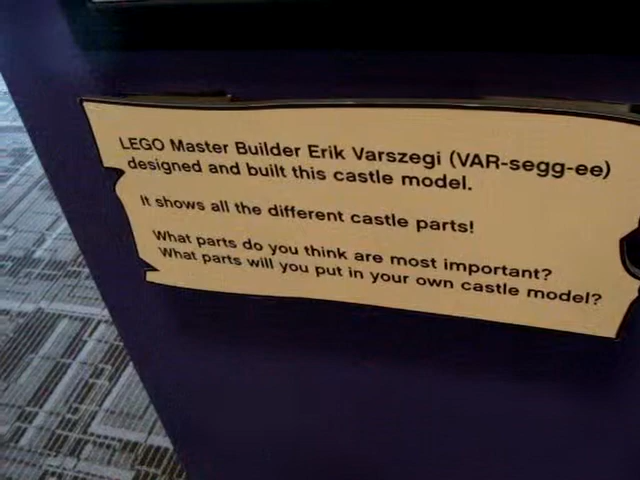 LEGO Master Builder Erik Varszegi (VAR-segg-ee)
designed and built this castle model.
It shows all the different castle parts!
What parts do you think are most important?
What parts will you put in your own castle model?